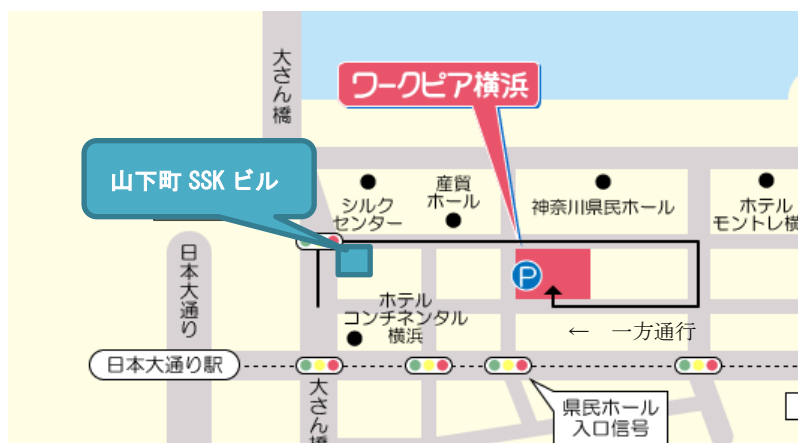 大さん橋
ワークピア横浜
山下町 SSK ビル
シルク
センター
産貿
ホール
神奈川県民ホール
ホテル
モントレ横
日本大通り
P
ホテル
コンチネンタル
横浜
← 一方通行
日本大通り駅
大さん橋
県民ホール
入口信号